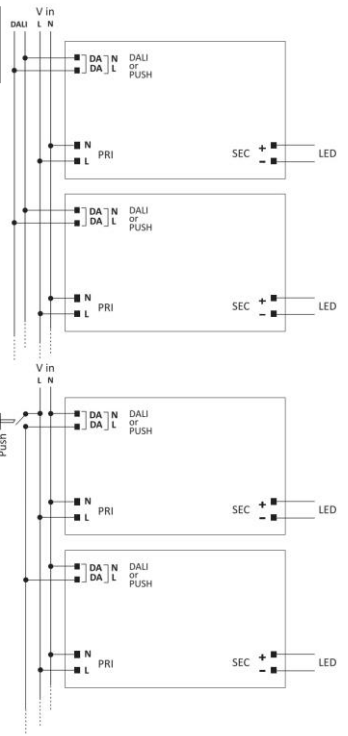 V in
DALI L N
DA N DALI
or
DA L PUSH
N
PRI
L
SEC + LED
-
DA N DALI
or
DA L PUSH
N
PRI
L
SEC + LED
-
V in
L N
Push
DA N DALI
or
DA L PUSH
N
PRI
L
SEC + LED
-
DA N DALI
or
DA L PUSH
N
PRI
L
SEC + LED
-